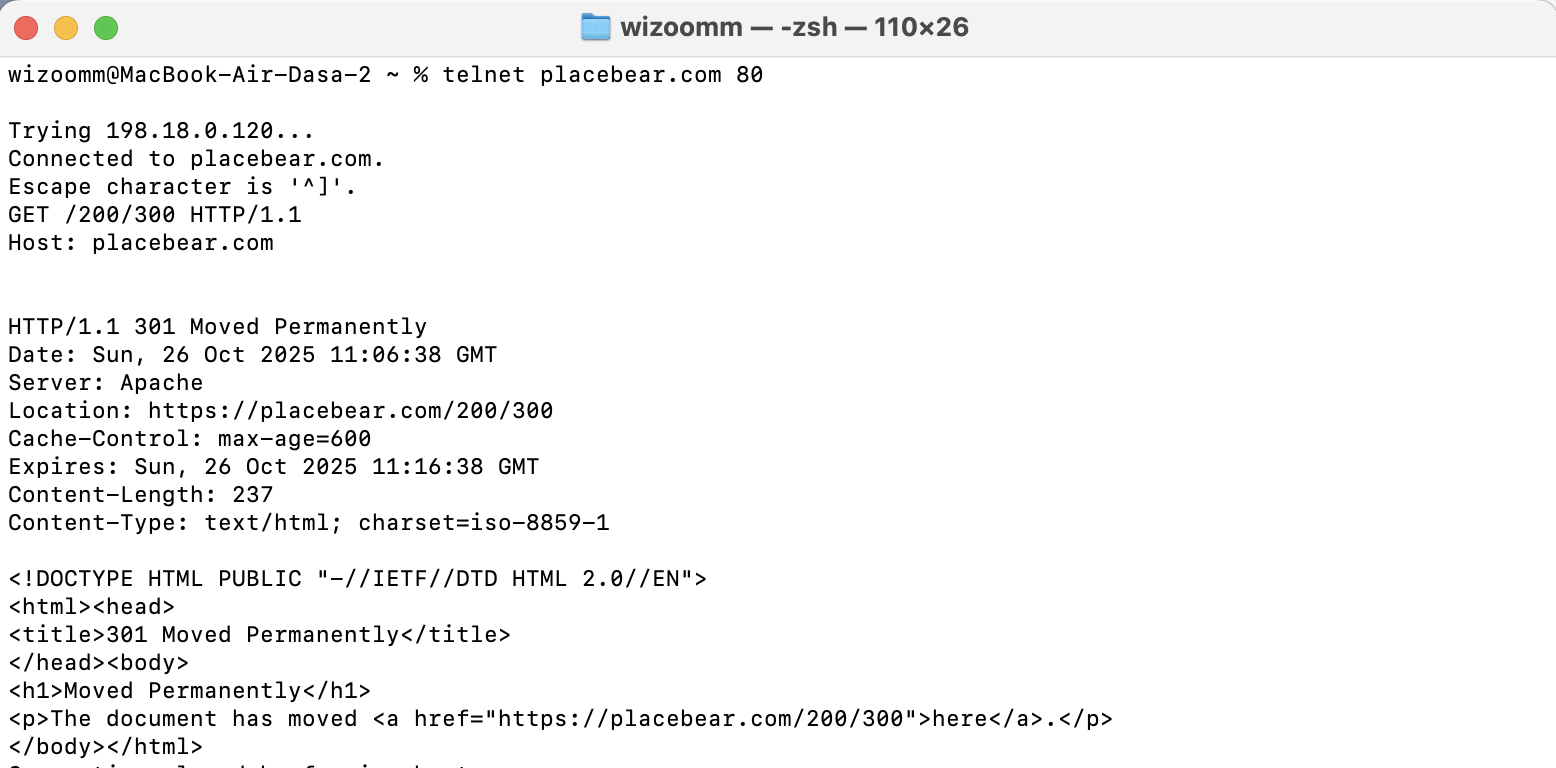 wizoomm — -zsh — 110×26
wizoomm@MacBook-Air-Dasa-2 ~ % telnet placebear.com 80
Trying 198.18.0.120...
Connected to placebear.com.
Escape character is '^]'.
GET /200/300 HTTP/1.1
Host: placebear.com
HTTP/1.1 301 Moved Permanently
Date: Sun, 26 Oct 2025 11:06:38 GMT
Server: Apache
Location: https://placebear.com/200/300
Cache-Control: max-age=600
Expires: Sun, 26 Oct 2025 11:16:38 GMT
Content-Length: 237
Content-Type: text/html; charset=iso-8859-1
<!DOCTYPE HTML PUBLIC "-//IETF//DTD HTML 2.0//EN">
<html><head>
<title>301 Moved Permanently</title>
</head><body>
<h1>Moved Permanently</h1>
<p>The document has moved <a href="https://placebear.com/200/300">here</a>.</p>
</body></html>